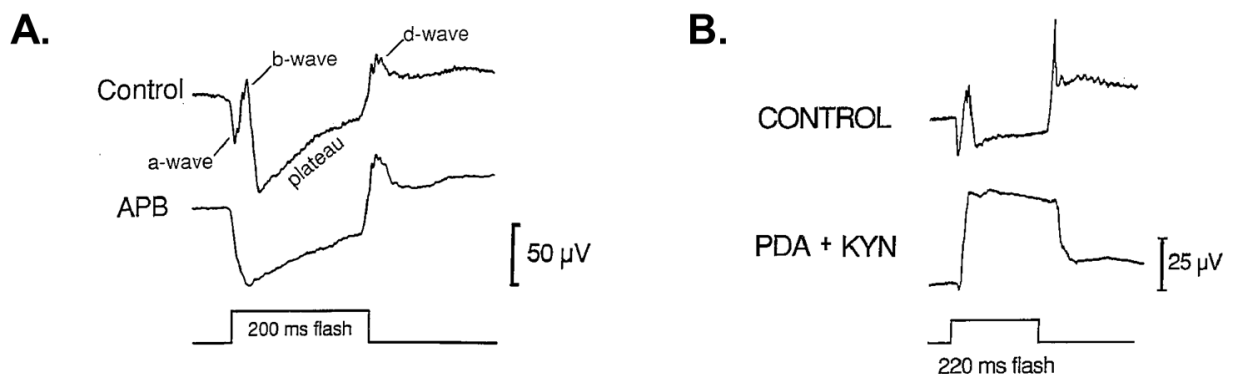 A.
b-wave
d-wave
Control
a-wave
plateau
APB
50 µV
200 ms flash
B.
CONTROL
PDA + KYN
25 µV
220 ms flash